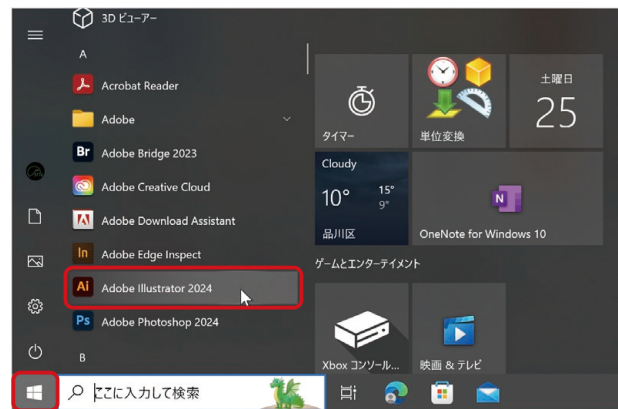 3D ビューアー
A
Acrobat Reader
Adobe
Br Adobe Bridge 2023
Adobe Creative Cloud
Adobe Download Assistant
In Adobe Edge Inspect
Ai Adobe Illustrator 2024
Ps Adobe Photoshop 2024
B
タイマー
単位変換
土曜日
25
Cloudy
10° 15°
9°
品川区
N
OneNote for Windows 10
ゲームとエンターテイメント
Xbox コンソール...
映画 & テレビ
ここに入力して検索